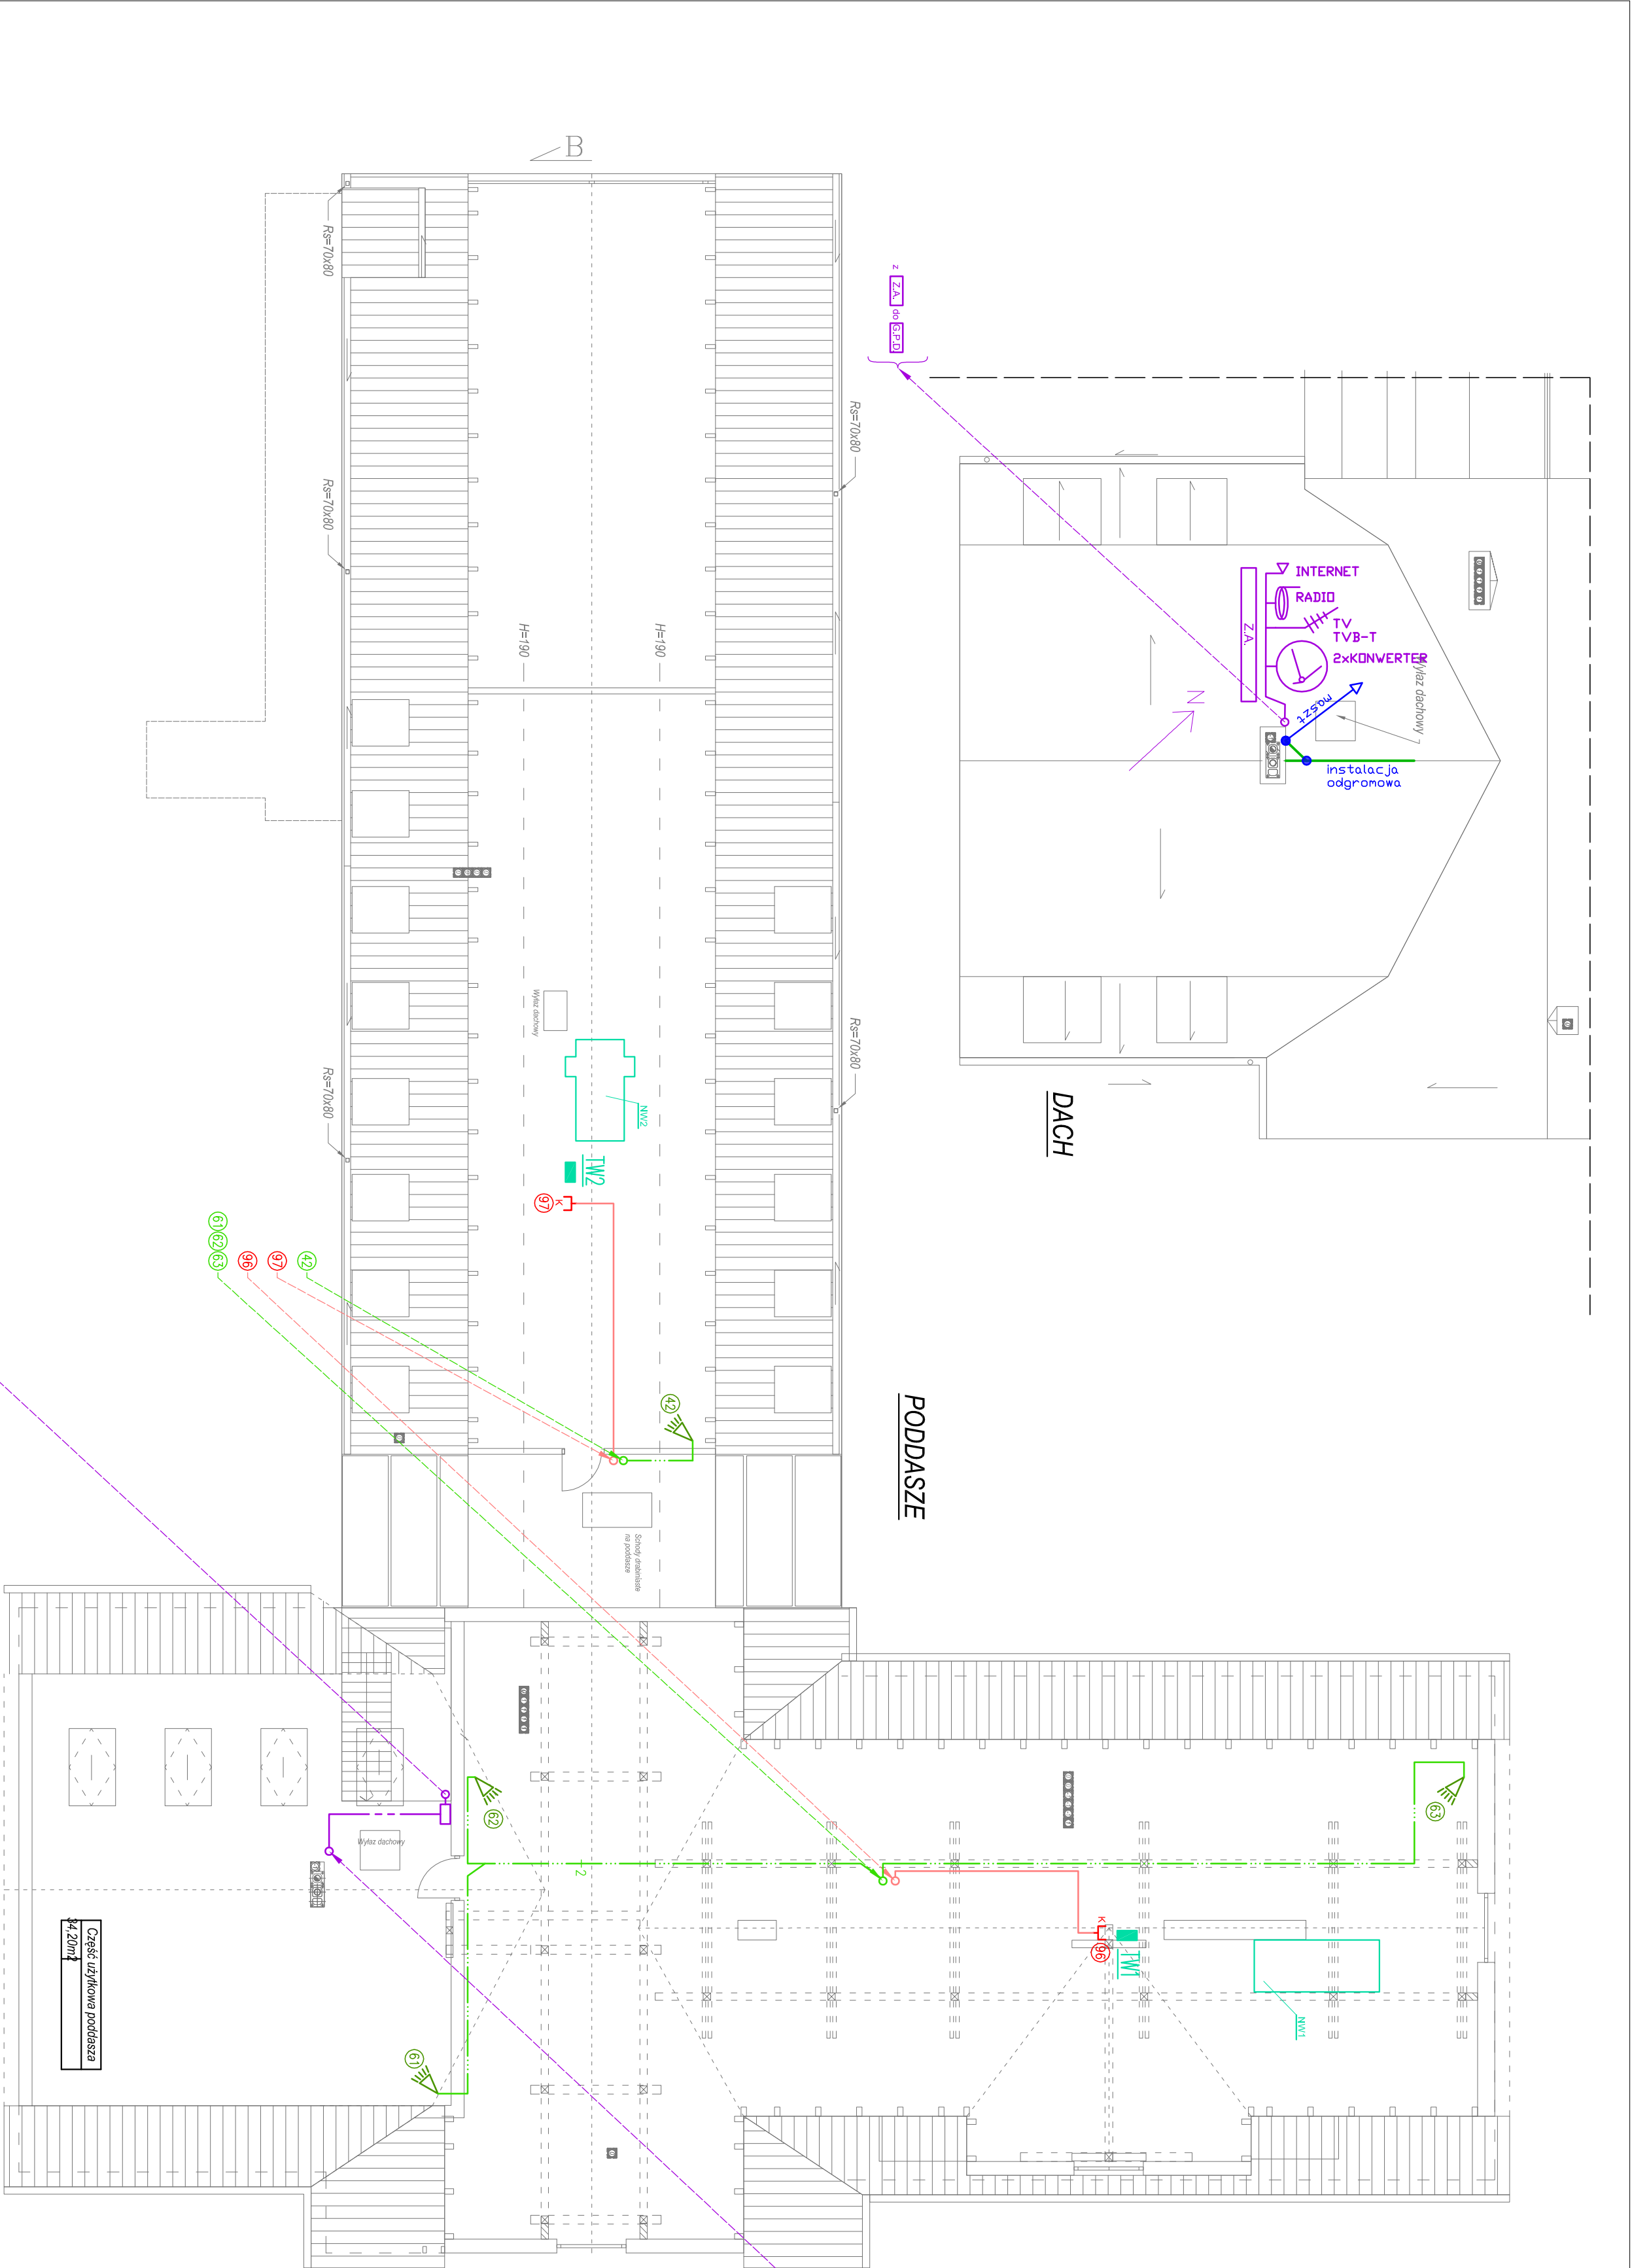 B
Rs=70x80
Rs=70x80
Rs=70x80
Rs=70x80
Rs=70x80
H=190
H=190
z Z.A. do G.P.D
INTERNET
RADIO
TV
TVB-T
2xKONWERTER
Z.A.
N
maszt
Wyłaz dachowy
instalacja
odgromowa
DACH
PODDASZE
Wyłaz dachowy
NW2
TW2
K
97
61 62 63
96
97
42
42
Schody drabiniaste
na poddasze
62
63
2
Wyłaz dachowy
K
96
TW1
NW1
61
Część użytkowa poddasza
34,20m2